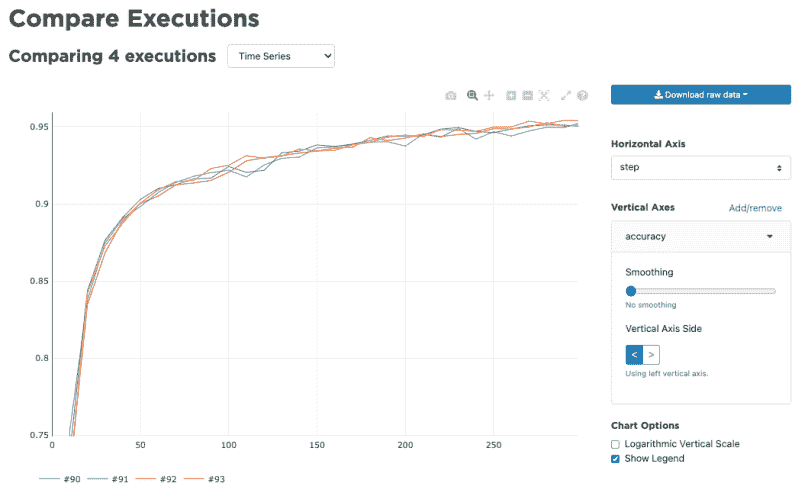 Compare Executions
Comparing 4 executions
Time Series
Download raw data
0.95
0.9
0.85
0.8
0.75
0
50
100
150
200
250
#90
#91
#92
#93
Horizontal Axis
step
Vertical Axes Add/remove
accuracy
Smoothing
No smoothing
Vertical Axis Side
< >
Using left vertical axis.
Chart Options
Logarithmic Vertical Scale
Show Legend